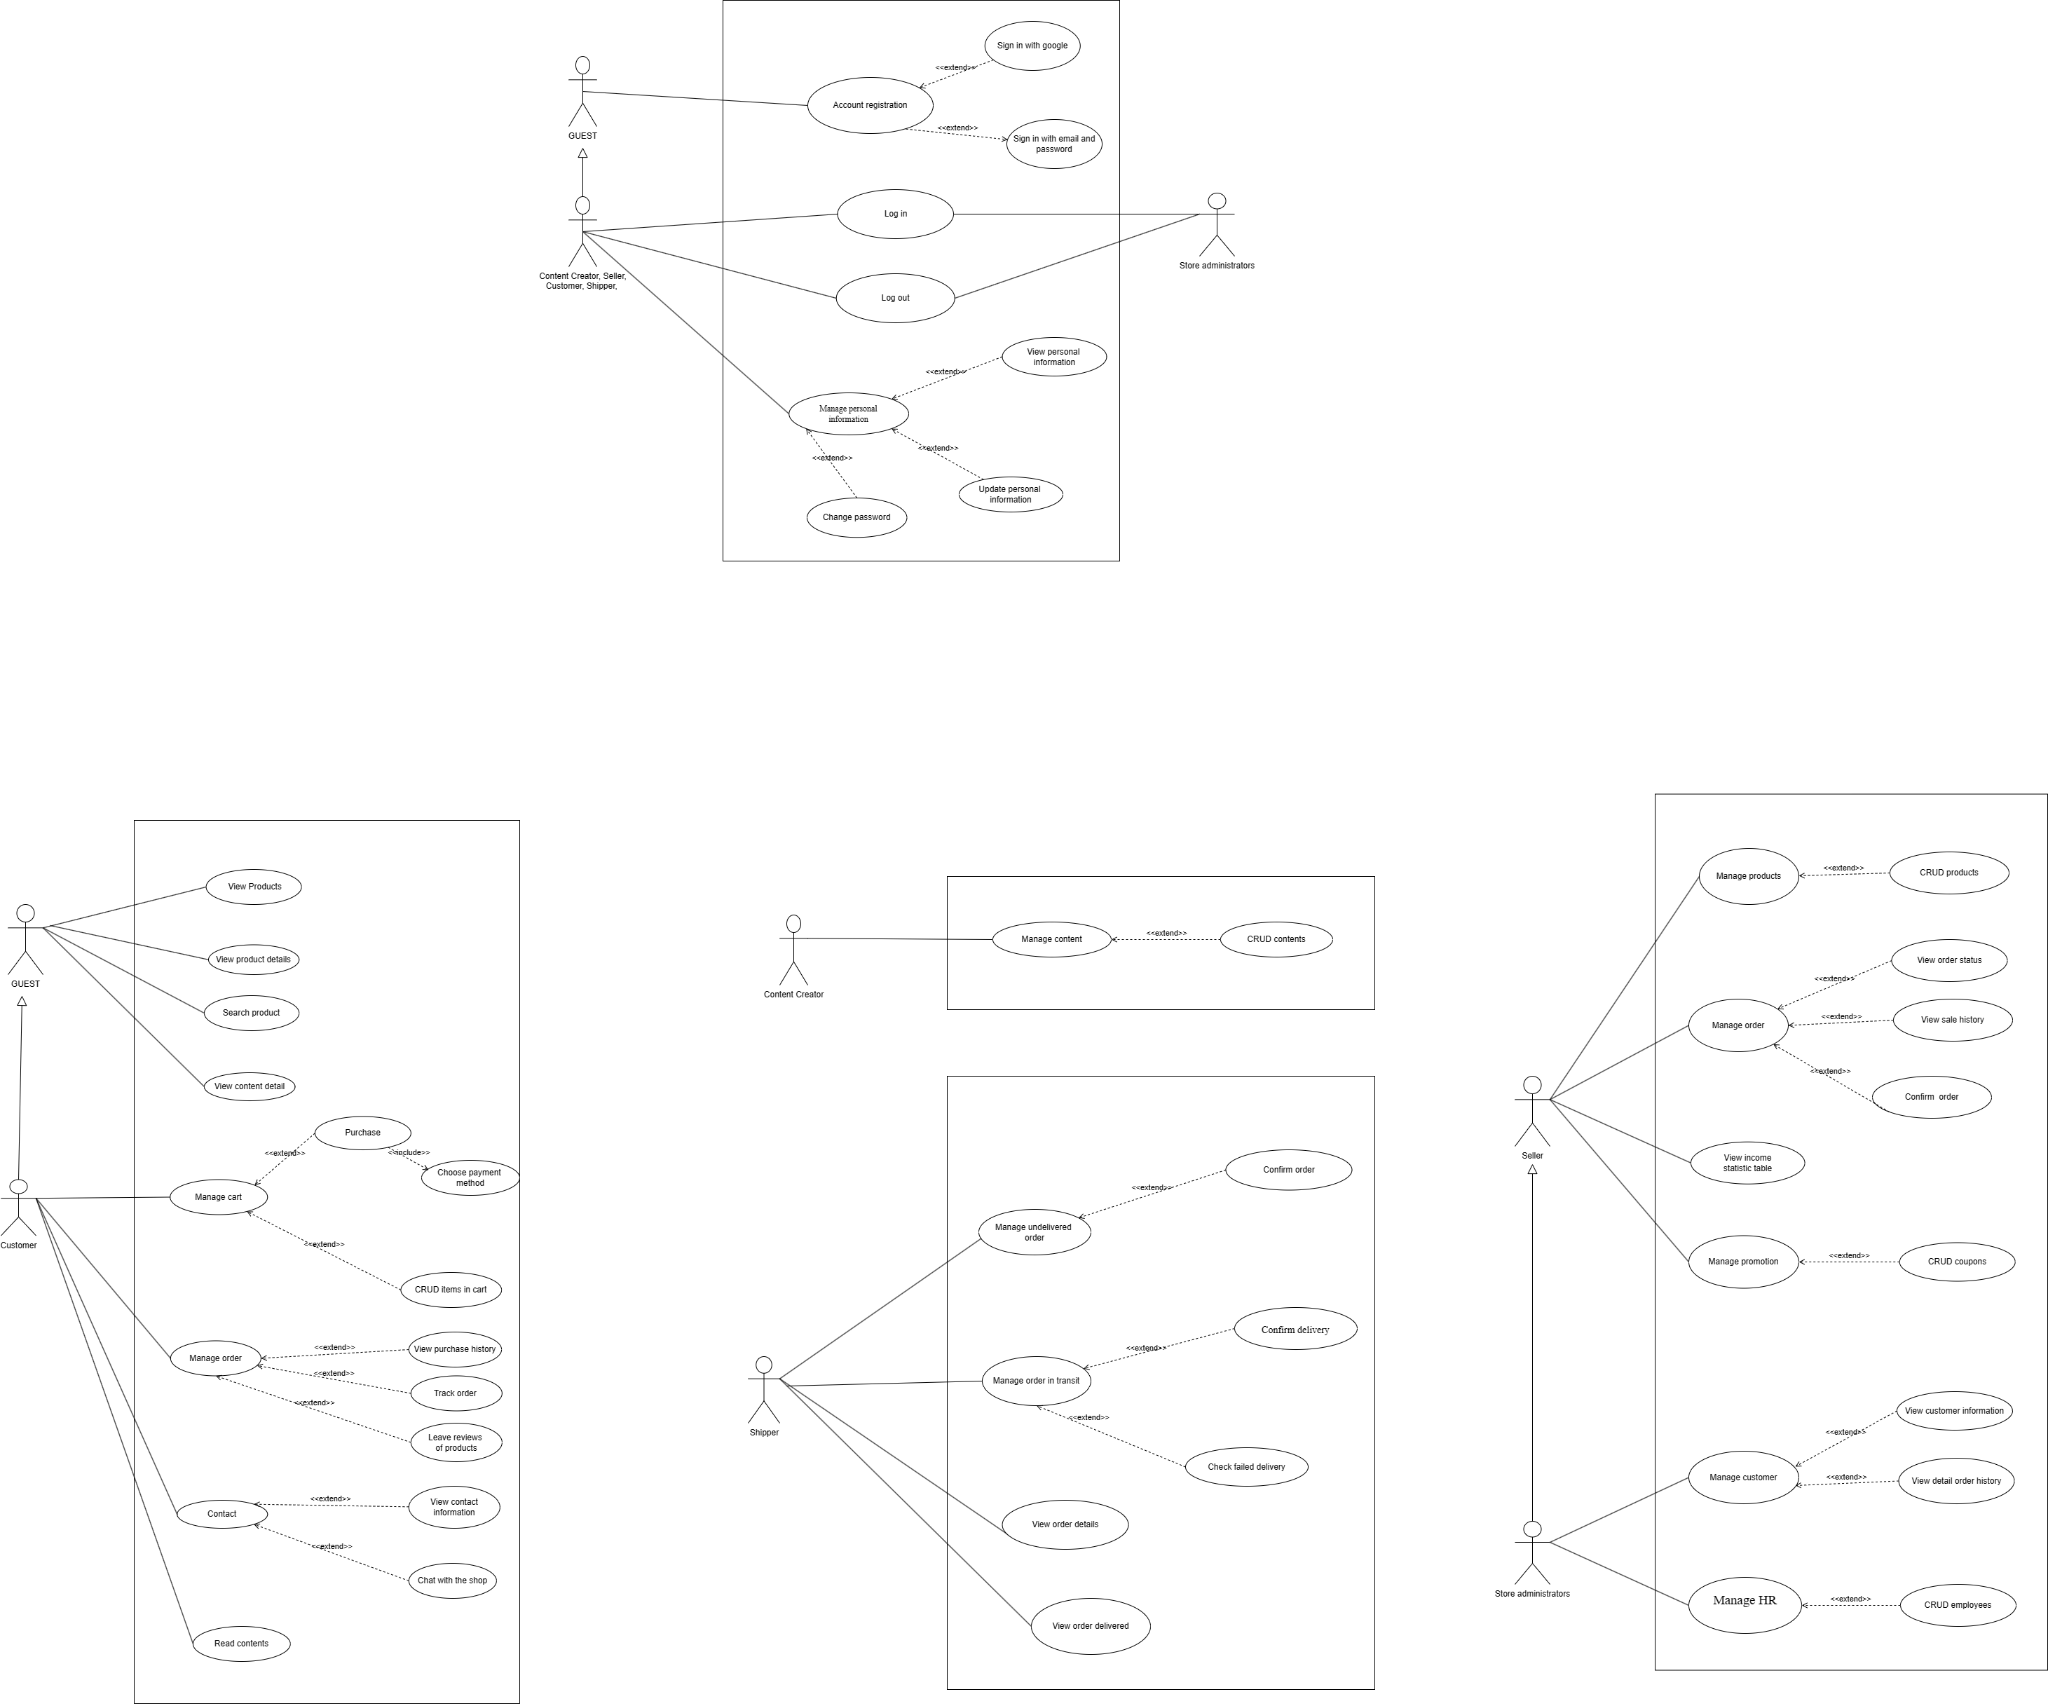 Sign in with google
<<extend>>
Account registration
<<extend>>
Sign in with email and
password
GUEST
Log in
Content Creator, Seller,
Customer, Shipper,
Store administrators
Log out
View personal
information
<<extend>>
Manage personal
information
<<extend>>
<<extend>>
Update personal
information
Change password
View Products
View product details
Search product
GUEST
View content detail
Purchase
<<extend>>
<<include>>
Choose payment
method
Manage cart
Customer
<<extend>>
CRUD items in cart
Manage order
<<extend>>
View purchase history
<<extend>>
Track order
<<extend>>
Leave reviews
of products
Contact
<<extend>>
View contact
information
<<extend>>
Chat with the shop
Read contents
Manage content
<<extend>>
CRUD contents
Content Creator
Confirm order
<<extend>>
Manage undelivered
order
Confirm delivery
<<extend>>
Manage order in transit
<<extend>>
Shipper
Check failed delivery
View order details
View order delivered
Manage products
<<extend>>
CRUD products
View order status
<<extend>>
Manage order
<<extend>>
View sale history
<<extend>>
Confirm  order
Seller
View income
statistic table
Manage promotion
<<extend>>
CRUD coupons
View customer information
<<extend>>
Manage customer
<<extend>>
View detail order history
Store administrators
Manage HR
<<extend>>
CRUD employees